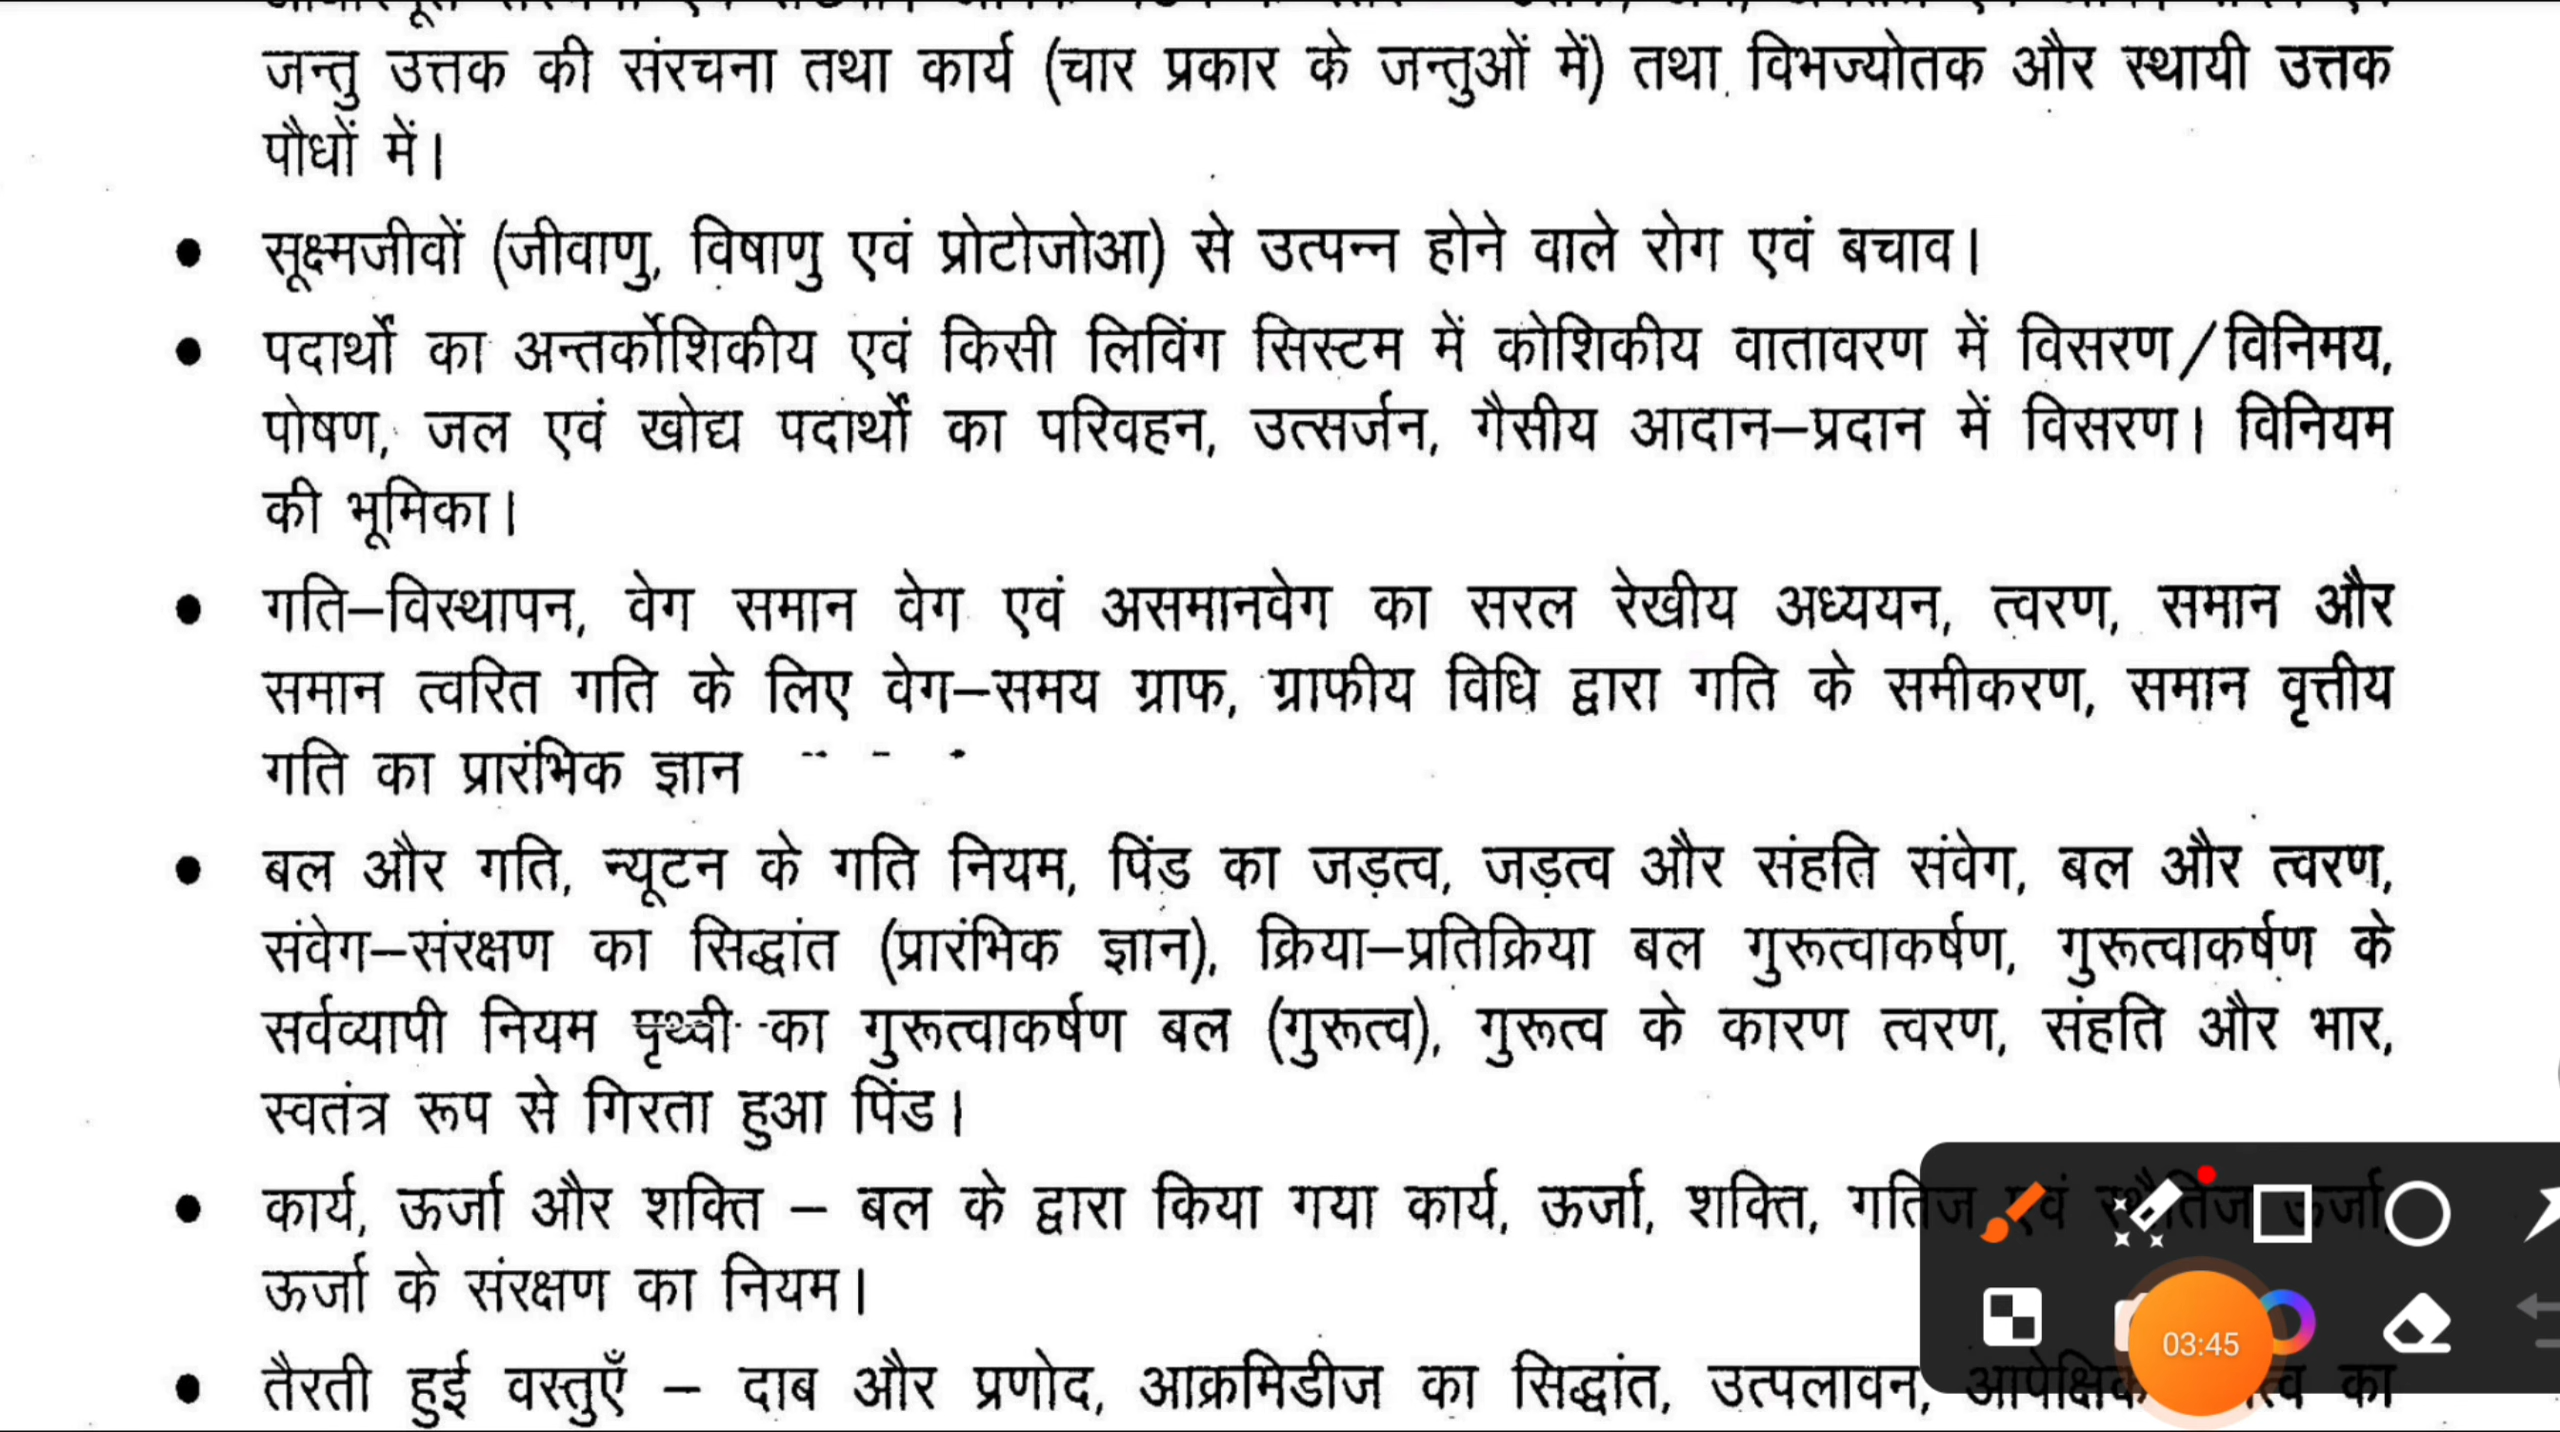 जन्तु उत्तक की संरचना तथा कार्य (चार प्रकार के जन्तुओं में) तथा विभज्योतक और स्थायी उत्तक
पौधों में।
● सूक्ष्मजीवों (जीवाणु, विषाणु एवं प्रोटोजोआ) से उत्पन्न होने वाले रोग एवं बचाव।
● पदार्थो का अन्तर्कोशिकीय एवं किसी लिविंग सिस्टम में कोशिकीय वातावरण में विसरण/विनिमय,
पोषण, जल एवं खोद्य पदार्थों का परिवहन, उत्सर्जन, गैसीय आदान–प्रदान में विसरण। विनियम
की भूमिका।
● गति–विस्थापन, वेग समान वेग एवं असमानवेग का सरल रेखीय अध्ययन, त्वरण, समान और
समान त्वरित गति के लिए वेग–समय ग्राफ, ग्राफीय विधि द्वारा गति के समीकरण, समान वृत्तीय
गति का प्रारंभिक ज्ञान
● बल और गति, न्यूटन के गति नियम, पिंड का जड़त्व, जड़त्व और संहति संवेग, बल और त्वरण,
संवेग–संरक्षण का सिद्धांत (प्रारंभिक ज्ञान), क्रिया–प्रतिक्रिया बल गुरूत्वाकर्षण, गुरूत्वाकर्षण के
सर्वव्यापी नियम पृथ्वी का गुरूत्वाकर्षण बल (गुरूत्व), गुरूत्व के कारण त्वरण, संहति और भार,
स्वतंत्र रूप से गिरता हुआ पिंड।
● कार्य, ऊर्जा और शक्ति – बल के द्वारा किया गया कार्य, ऊर्जा, शक्ति, गतिज एवं स्थैतिज ऊर्जा,
ऊर्जा के संरक्षण का नियम।
● तैरती हुई वस्तुएँ – दाब और प्रणोद, आक्रमिडीज का सिद्धांत, उत्पलावन, आपेक्षिक का
03:45